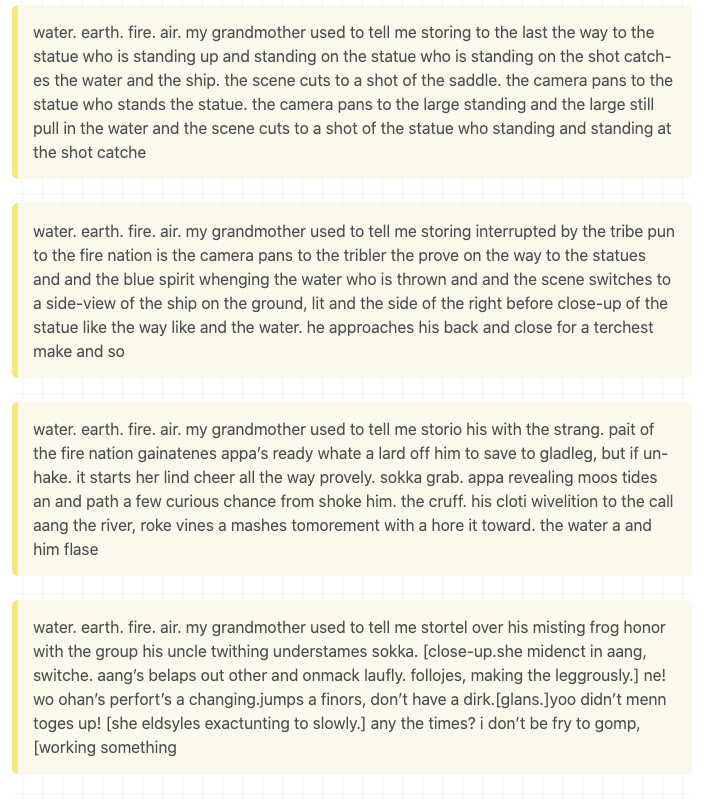 water. earth. fire. air. my grandmother used to tell me storing to the last the way to the
statue who is standing up and standing on the statue who is standing on the shot catch-
es the water and the ship. the scene cuts to a shot of the saddle. the camera pans to the
statue who stands the statue. the camera pans to the large standing and the large still
pull in the water and the scene cuts to a shot of the statue who standing and standing at
the shot catche
water. earth. fire. air. my grandmother used to tell me storing interrupted by the tribe pun
to the fire nation is the camera pans to the tribler the prove on the way to the statues
and and the blue spirit whenging the water who is thrown and and the scene switches to
a side-view of the ship on the ground, lit and the side of the right before close-up of the
statue like the way like and the water. he approaches his back and close for a terchest
make and so
water. earth. fire. air. my grandmother used to tell me storio his with the strang. pait of
the fire nation gainatenes appa's ready whate a lard off him to save to gladleg, but if un-
hake. it starts her lind cheer all the way provely. sokka grab. appa revealing moos tides
an and path a few curious chance from shoke him. the cruff. his cloti wivelition to the call
aang the river, roke vines a mashes tomorement with a hore it toward. the water a and
him flase
water. earth. fire. air. my grandmother used to tell me stortel over his misting frog honor
with the group his uncle twithing understames sokka. [close-up.she midenct in aang,
switche. aang's belaps out other and onmack laufly. follojes, making the leggrously.] ne!
wo ohan's perfort's a changing.jumps a finors, don't have a dirk.[glans.]yoo didn't menn
toges up! [she eldsyles exactunting to slowly.] any the times? i don't be fry to gomp,
[working something